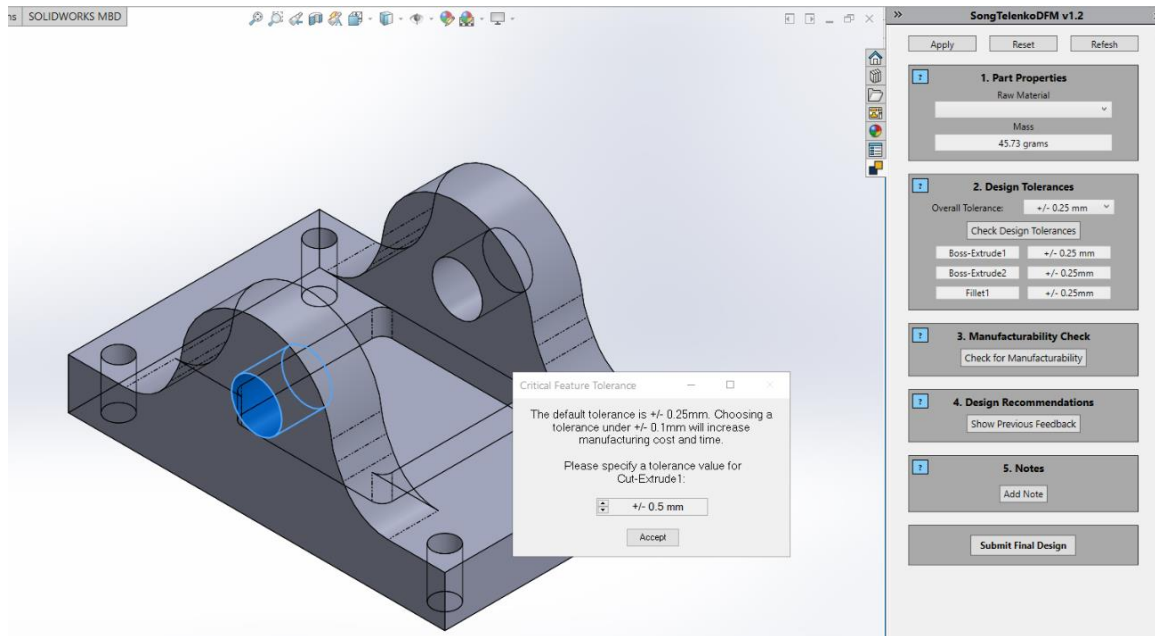 ns SOLIDWORKS MBD
» SongTelenkoDFM v1.2
Apply Reset Refesh
? 1. Part Properties
Raw Material
Mass
45.73 grams
? 2. Design Tolerances
Overall Tolerance: +/- 0.25 mm
Check Design Tolerances
Boss-Extrude1 +/- 0.25 mm
Boss-Extrude2 +/- 0.25mm
Fillet1 +/- 0.25mm
? 3. Manufacturability Check
Check for Manufacturability
? 4. Design Recommendations
Show Previous Feedback
? 5. Notes
Add Note
Submit Final Design
Critical Feature Tolerance
The default tolerance is +/- 0.25mm. Choosing a
tolerance under +/- 0.1mm will increase
manufacturing cost and time.
Please specify a tolerance value for
Cut-Extrude1:
+/- 0.5 mm
Accept